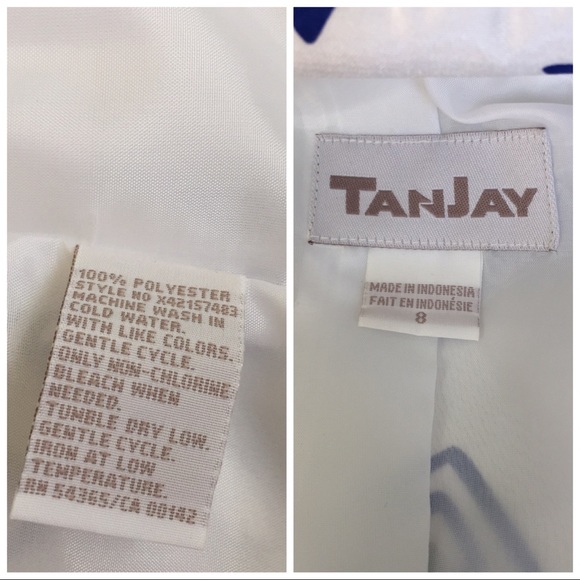 100% POLYESTER
STYLE NO X42157483
MACHINE WASH IN
COLD WATER.
WITH LIKE COLORS.
GENTLE CYCLE.
ONLY NON-CHLORINE
BLEACH WHEN
NEEDED.
TUMBLE DRY LOW.
GENTLE CYCLE.
IRON AT LOW
TEMPERATURE.
RN 54365/CA 00142
TANJAY
MADE IN INDONESIA
FAIT EN INDONÉSIE
8